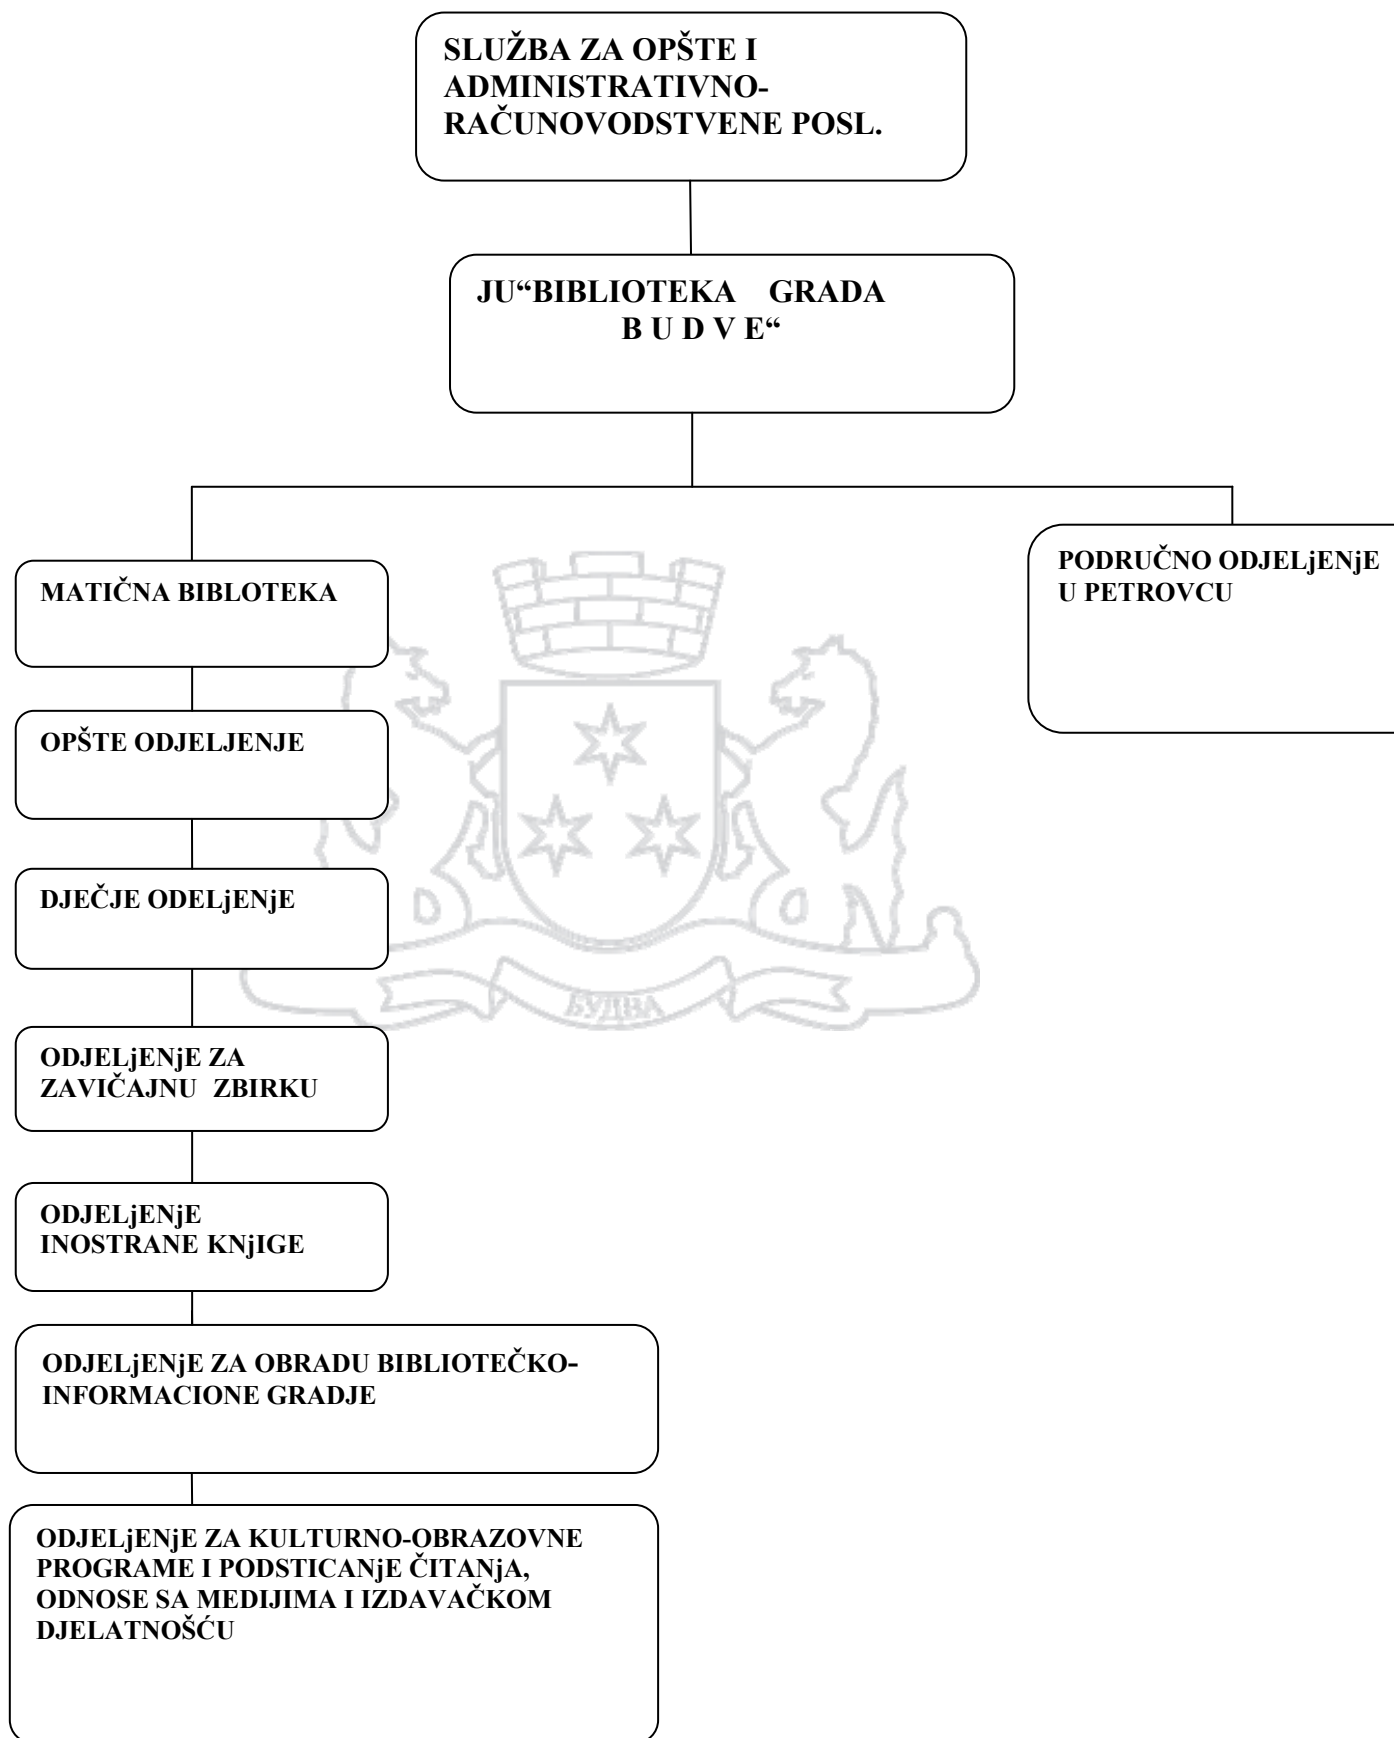 SLUŽBA ZA OPŠTE I
ADMINISTRATIVNO-
RAČUNOVODSTVENE POSL.
JU“BIBLIOTEKA GRADA
B U D V E“
MATIČNA BIBLOTEKA
PODRUČNO ODJELjENjE
U PETROVCU
OPŠTE ODJELJENJE
DJEČJE ODELjENjE
БУДВА
ODJELjENjE ZA
ZAVIČAJNU ZBIRKU
ODJELjENjE
INOSTRANE KNjIGE
ODJELjENjE ZA OBRADU BIBLIOTEČKO-
INFORMACIONE GRADJE
ODJELjENjE ZA KULTURNO-OBRAZOVNE
PROGRAME I PODSTICANjE ČITANjA,
ODNOSE SA MEDIJIMA I IZDAVAČKOM
DJELATNOŠĆU